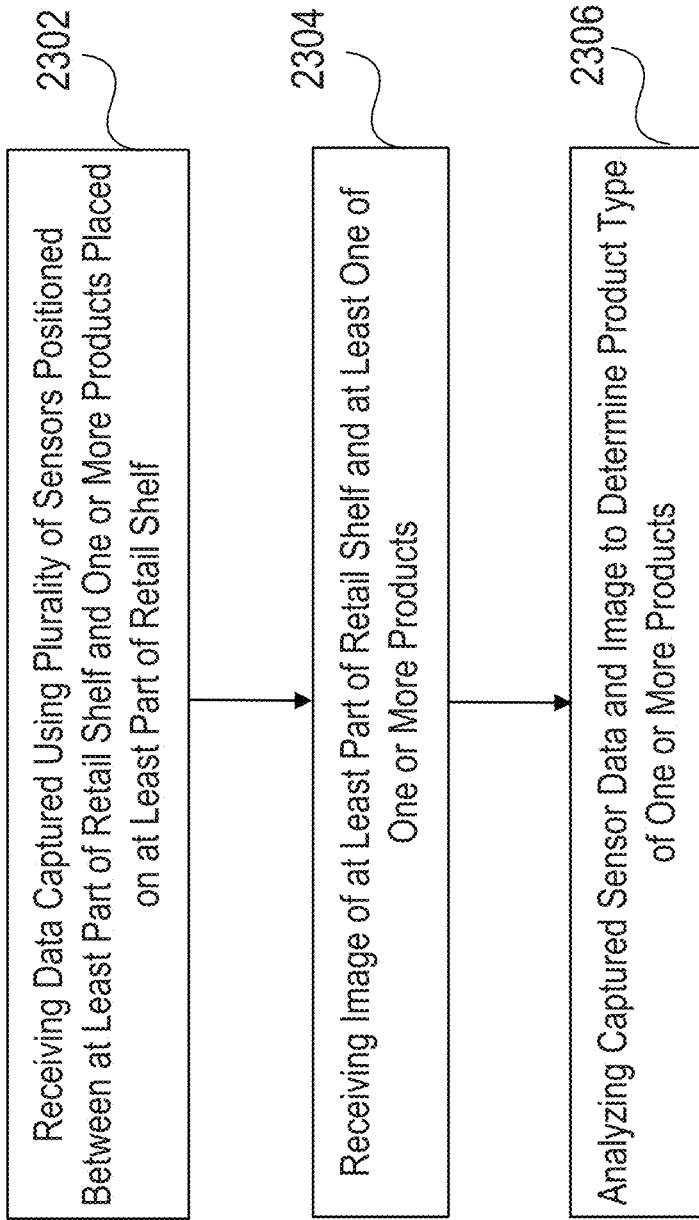 Receiving Data Captured Using Plurality of Sensors Positioned
Between at Least Part of Retail Shelf and One or More Products Placed
on at Least Part of Retail Shelf
2302
Receiving Image of at Least Part of Retail Shelf and at Least One of
One or More Products
2304
Analyzing Captured Sensor Data and Image to Determine Product Type
of One or More Products
2306